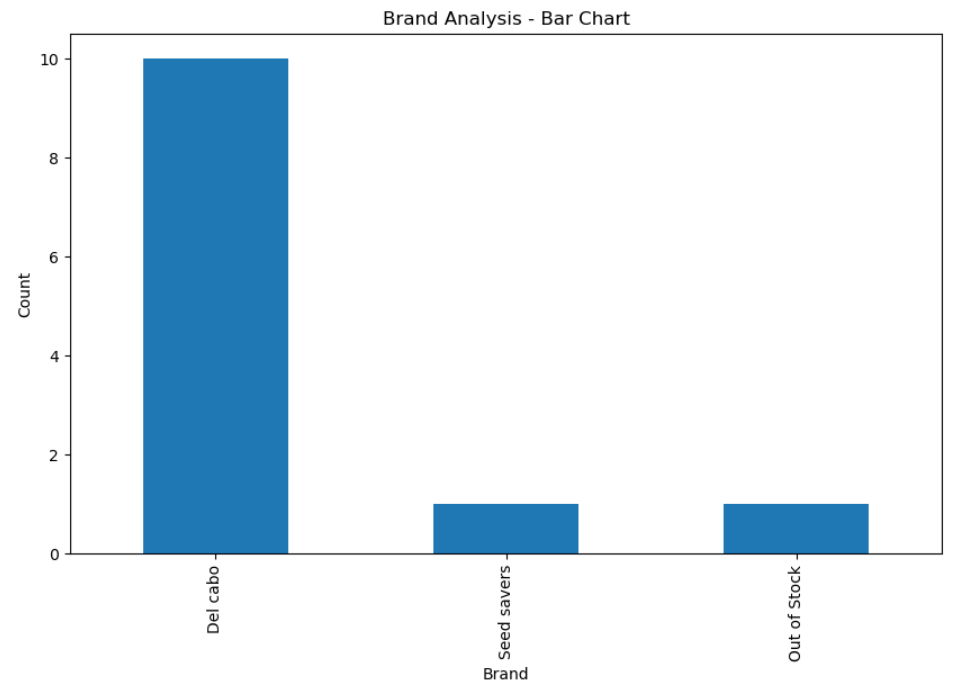 Brand Analysis - Bar Chart
10
8
6
4
2
0
Count
Del cabo
Seed savers
Out of Stock
Brand